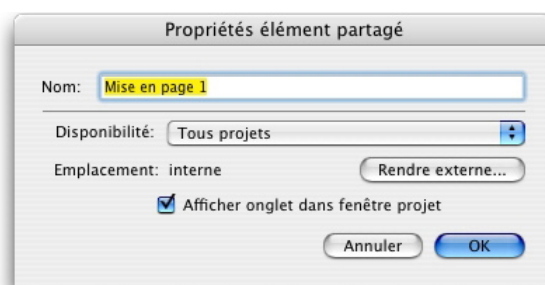 Propriétés élément partagé
Nom: Mise en page 1
Disponibilité: Tous projets
Emplacement: interne Rendre externe...
Afficher onglet dans fenêtre projet
Annuler OK